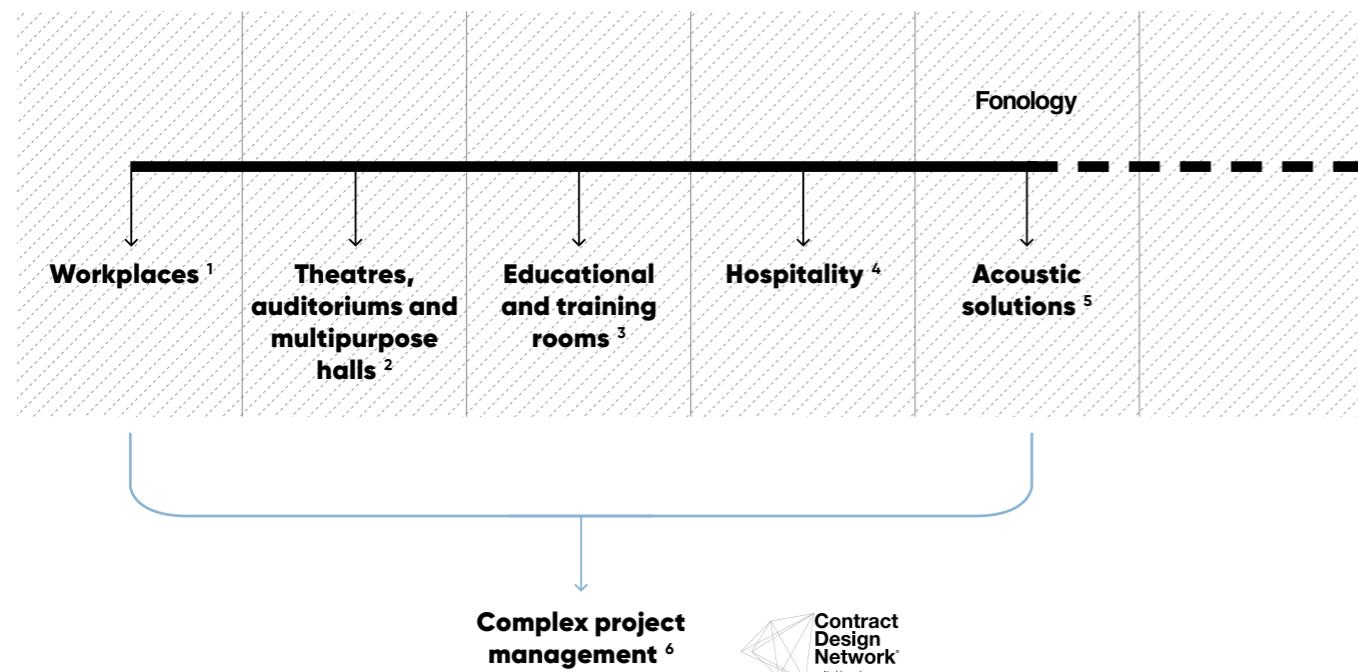 Fonology
Workplaces ¹
Theatres,
auditoriums and
multipurpose
halls ²
Educational
and training
rooms ³
Hospitality ⁴
Acoustic
solutions ⁵
Complex project
management ⁶
Contract
Design
Network®